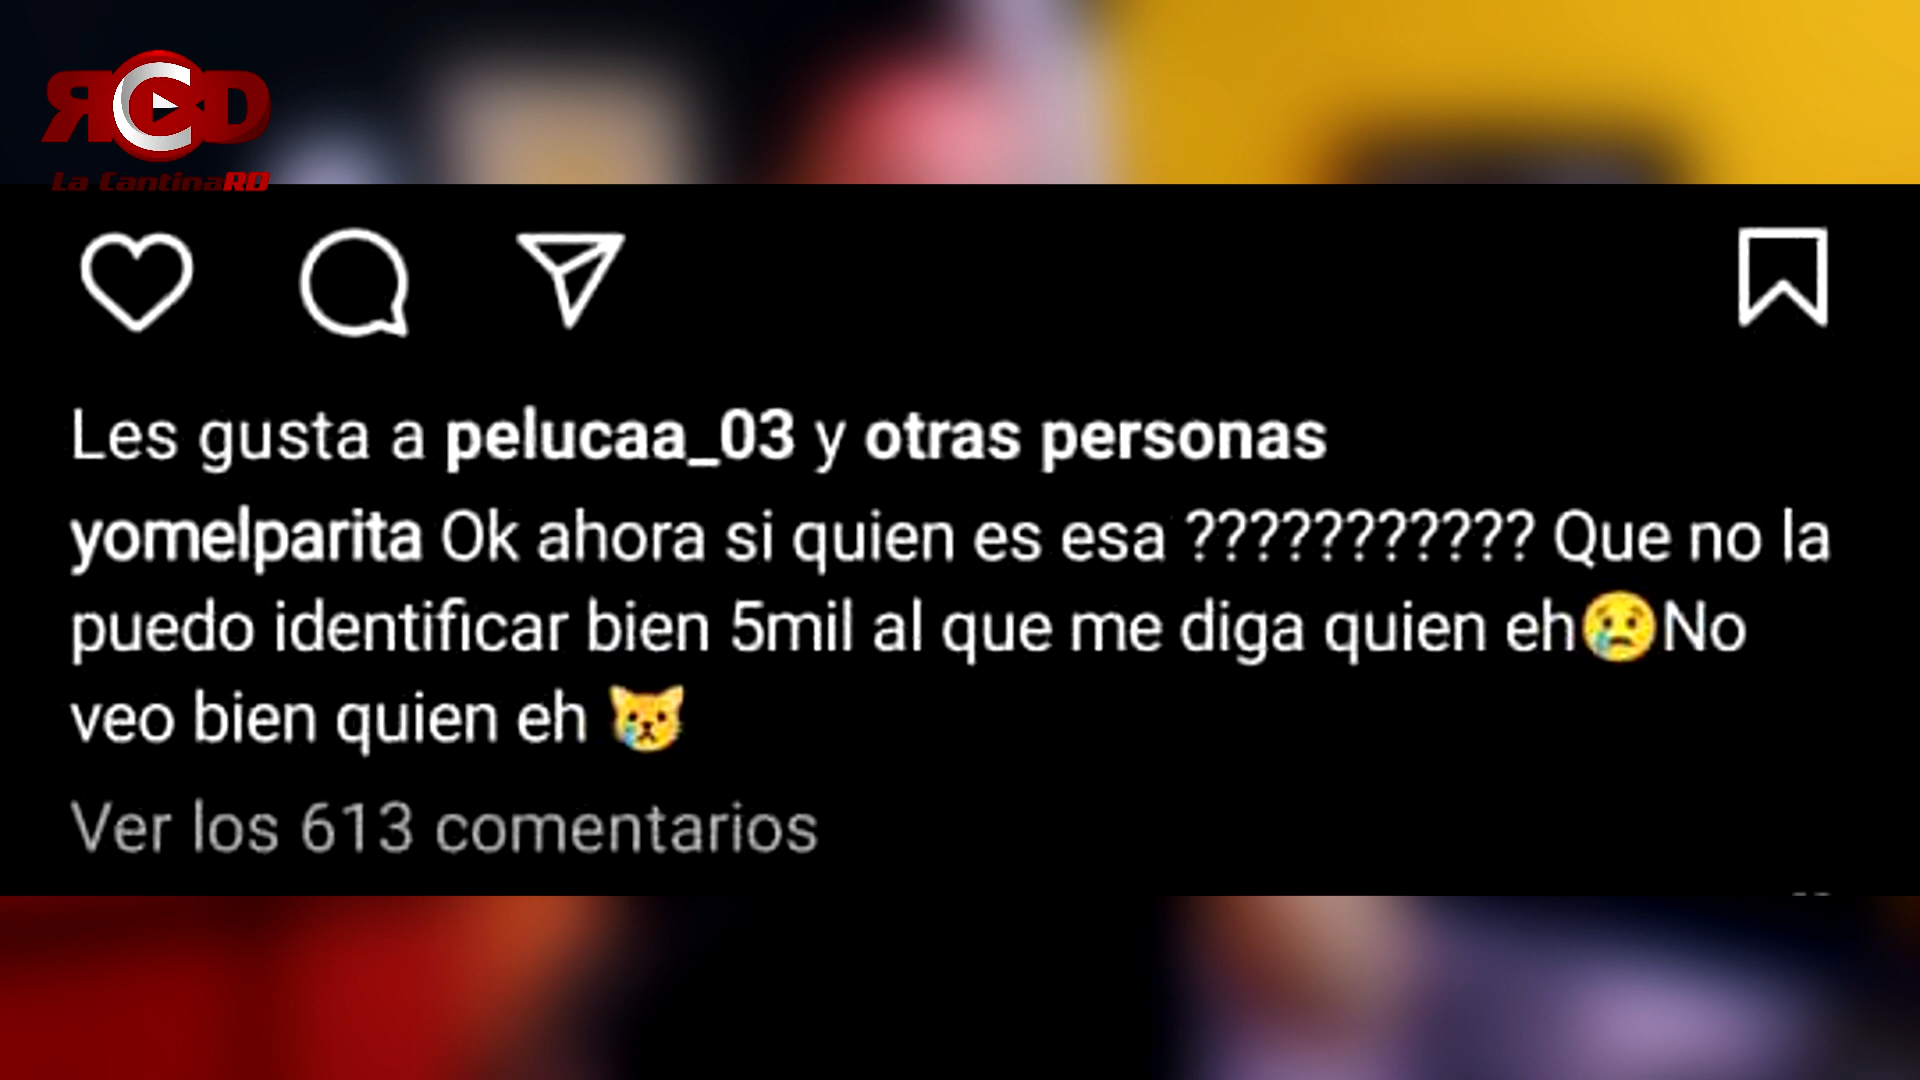 RCD
La CantinaRD
Les gusta a pelucaa_03 y otras personas
yomelparita Ok ahora si quien es esa ??????????? Que no la
puedo identificar bien 5mil al que me diga quien eh😢No
veo bien quien eh 😿
Ver los 613 comentarios